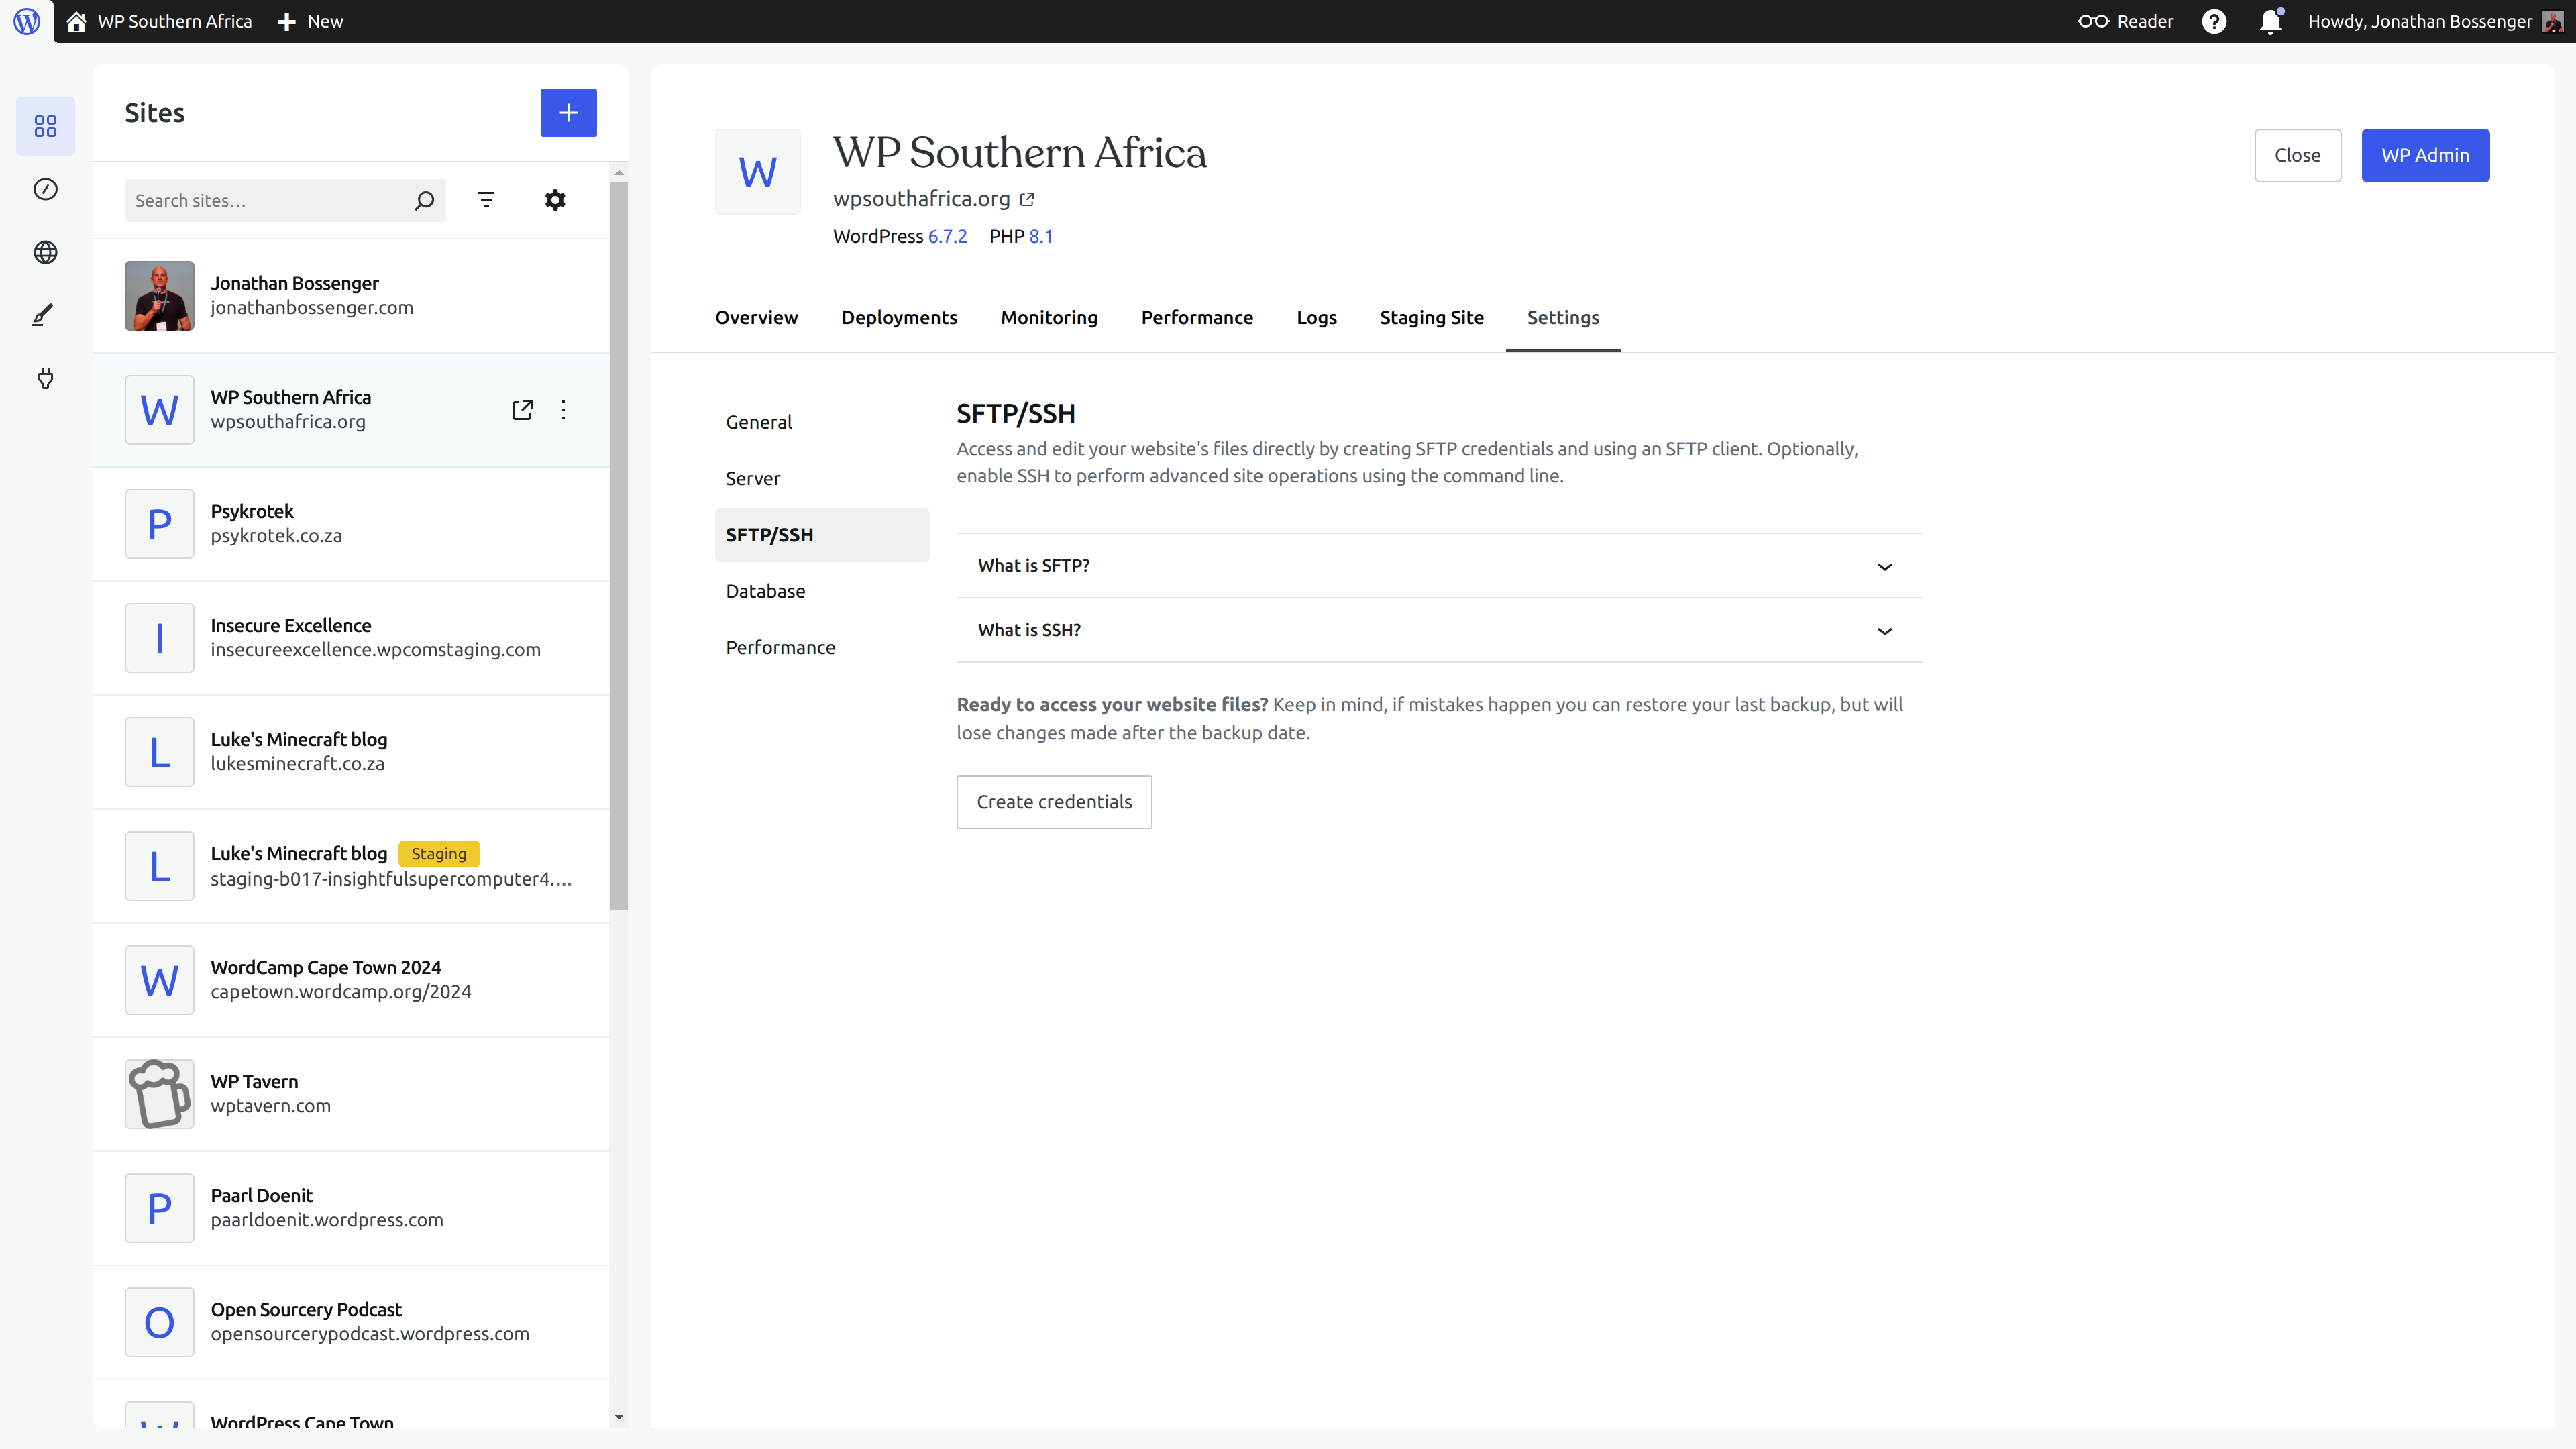 WP Southern Africa
New
Reader
Howdy, Jonathan Bossenger
Sites
Search sites...
Jonathan Bossenger
jonathanbossenger.com
W
WP Southern Africa
wpsouthafrica.org
P
Psykrotek
psykrotek.co.za
I
Insecure Excellence
insecureexcellence.wpcomstaging.com
L
Luke's Minecraft blog
lukesminecraft.co.za
L
Luke's Minecraft blog Staging
staging-b017-insightfulsupercomputer4....
W
WordCamp Cape Town 2024
capetown.wordcamp.org/2024
WP Tavern
wptavern.com
P
Paarl Doenit
paarldoenit.wordpress.com
O
Open Sourcery Podcast
opensourcerypodcast.wordpress.com
W
WordPress Cape Town
W
WP Southern Africa
wpsouthafrica.org
WordPress 6.7.2 PHP 8.1
Close
WP Admin
Overview Deployments Monitoring Performance Logs Staging Site Settings
General
Server
SFTP/SSH
Database
Performance
SFTP/SSH
Access and edit your website's files directly by creating SFTP credentials and using an SFTP client. Optionally,
enable SSH to perform advanced site operations using the command line.
What is SFTP?
What is SSH?
Ready to access your website files? Keep in mind, if mistakes happen you can restore your last backup, but will
lose changes made after the backup date.
Create credentials